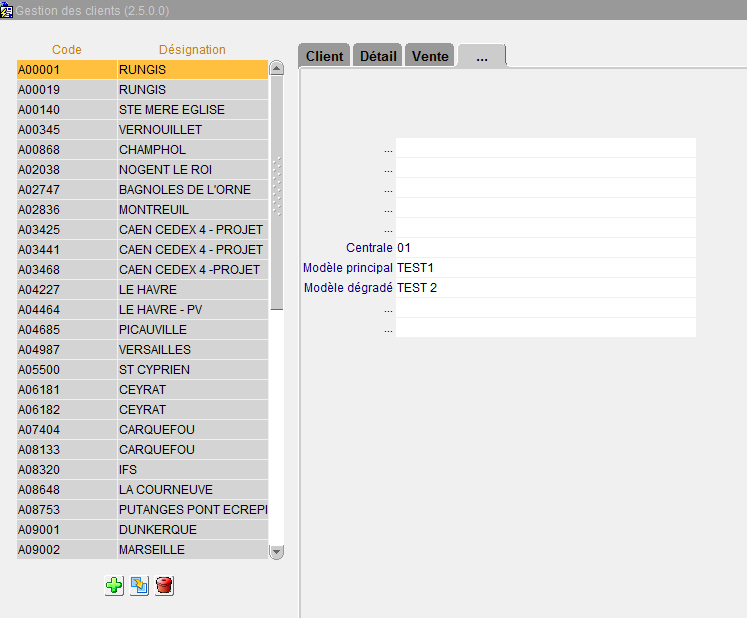 Gestion des clients (2.5.0.0)
Code Désignation
A00001 RUNGIS
A00019 RUNGIS
A00140 STE MERE EGLISE
A00345 VERNOUILLET
A00868 CHAMPHOL
A02038 NOGENT LE ROI
A02747 BAGNOLES DE L'ORNE
A02836 MONTREUIL
A03425 CAEN CEDEX 4 - PROJET
A03441 CAEN CEDEX 4 - PROJET
A03468 CAEN CEDEX 4 -PROJET
A04227 LE HAVRE
A04464 LE HAVRE - PV
A04685 PICAUVILLE
A04987 VERSAILLES
A05500 ST CYPRIEN
A06181 CEYRAT
A06182 CEYRAT
A07404 CARQUEFOU
A08133 CARQUEFOU
A08320 IFS
A08648 LA COURNEUVE
A08753 PUTANGES PONT ECREPI
A09001 DUNKERQUE
A09002 MARSEILLE
Client Détail Vente ...
...
...
...
...
...
Centrale 01
Modèle principal TEST1
Modèle dégradé TEST 2
...
...